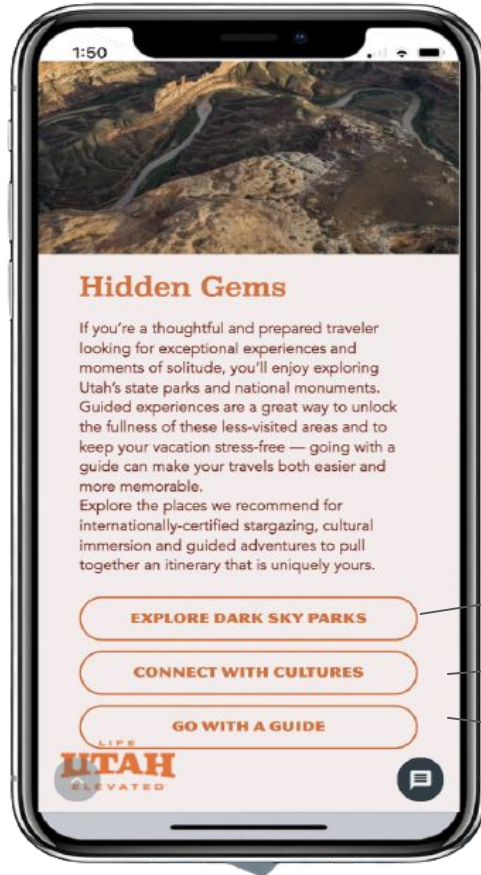 1:50
Hidden Gems
If you’re a thoughtful and prepared traveler
looking for exceptional experiences and
moments of solitude, you’ll enjoy exploring
Utah’s state parks and national monuments.
Guided experiences are a great way to unlock
the fullness of these less-visited areas and to
keep your vacation stress-free — going with a
guide can make your travels both easier and
more memorable.
Explore the places we recommend for
internationally-certified stargazing, cultural
immersion and guided adventures to pull
together an itinerary that is uniquely yours.
EXPLORE DARK SKY PARKS
CONNECT WITH CULTURES
GO WITH A GUIDE
LIFE
UTAH
ELEVATED